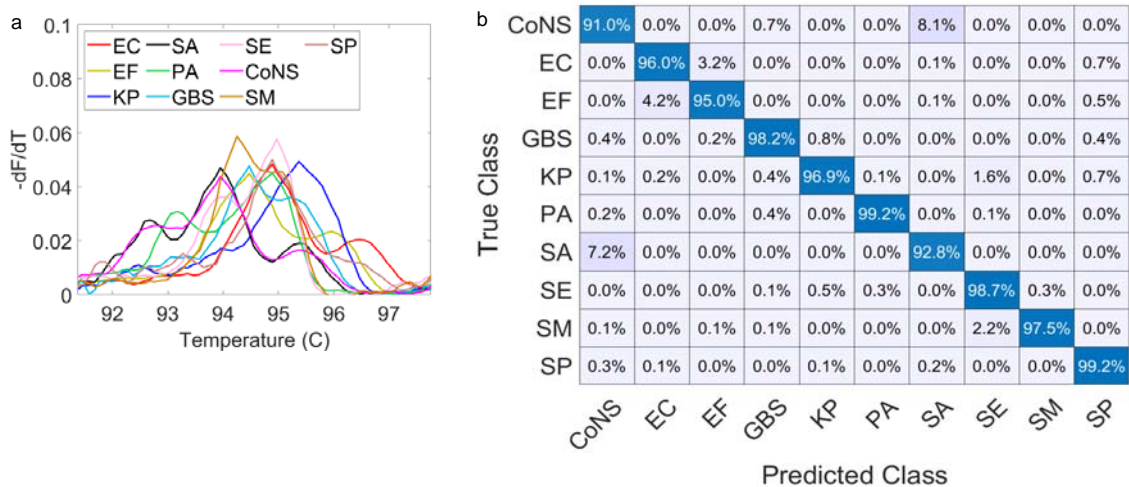 a
0.1
0.08
0.06
0.04
0.02
0
-dF/dT
EC SA SE SP
EF PA CoNS
KP GBS SM
92 93 94 95 96 97
Temperature (C)
b
True Class
CoNS 91.0% 0.0% 0.0% 0.7% 0.0% 0.0% 8.1% 0.0% 0.0% 0.0%
EC 0.0% 96.0% 3.2% 0.0% 0.0% 0.0% 0.1% 0.0% 0.0% 0.7%
EF 0.0% 4.2% 95.0% 0.0% 0.0% 0.0% 0.1% 0.0% 0.0% 0.5%
GBS 0.4% 0.0% 0.2% 98.2% 0.8% 0.0% 0.0% 0.0% 0.0% 0.4%
KP 0.1% 0.2% 0.0% 0.4% 96.9% 0.1% 0.0% 1.6% 0.0% 0.7%
PA 0.2% 0.0% 0.0% 0.4% 0.0% 99.2% 0.0% 0.1% 0.0% 0.0%
SA 7.2% 0.0% 0.0% 0.0% 0.0% 0.0% 92.8% 0.0% 0.0% 0.0%
SE 0.0% 0.0% 0.0% 0.1% 0.5% 0.3% 0.0% 98.7% 0.3% 0.0%
SM 0.1% 0.0% 0.1% 0.1% 0.0% 0.0% 0.0% 2.2% 97.5% 0.0%
SP 0.3% 0.1% 0.0% 0.0% 0.1% 0.0% 0.2% 0.0% 0.0% 99.2%
CoNS EC EF GBS KP PA SA SE SM SP
Predicted Class